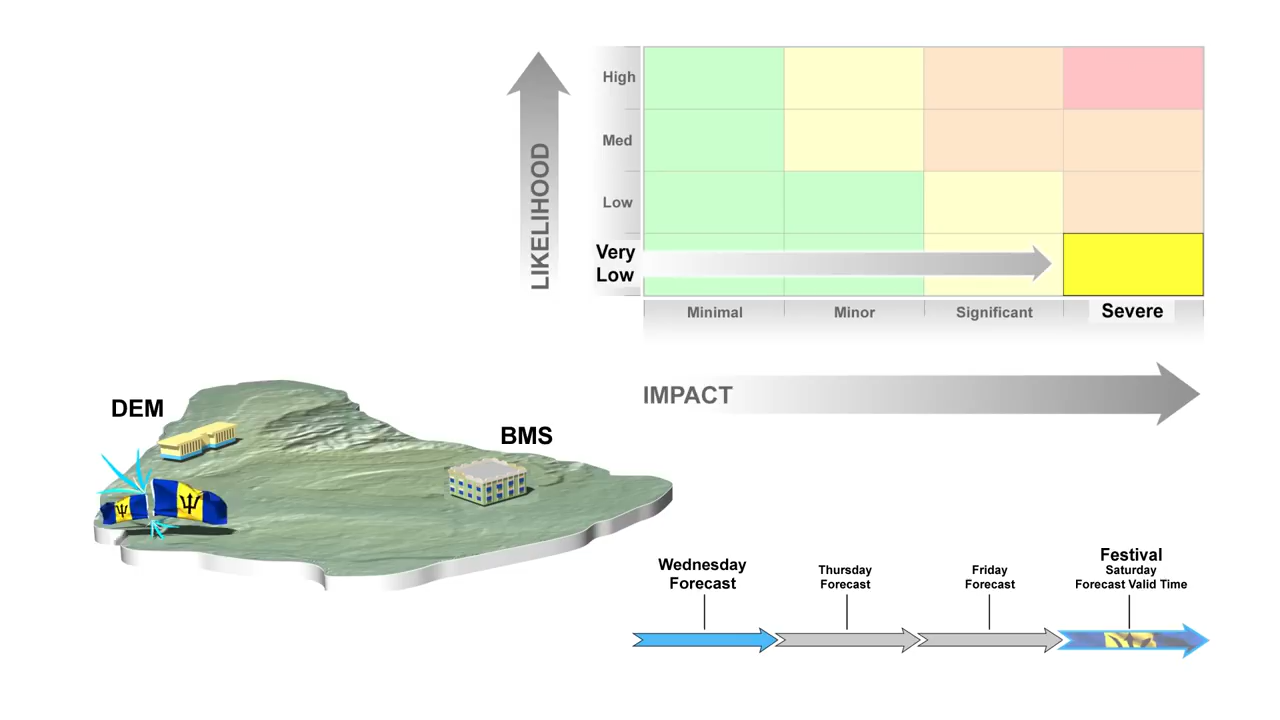 High
Med
LIKELIHOOD
Low
Very
Low
Minimal
Minor
Significant
Severe
IMPACT
DEM
BMS
Wednesday
Forecast
Thursday
Forecast
Friday
Forecast
Festival
Saturday
Forecast Valid Time